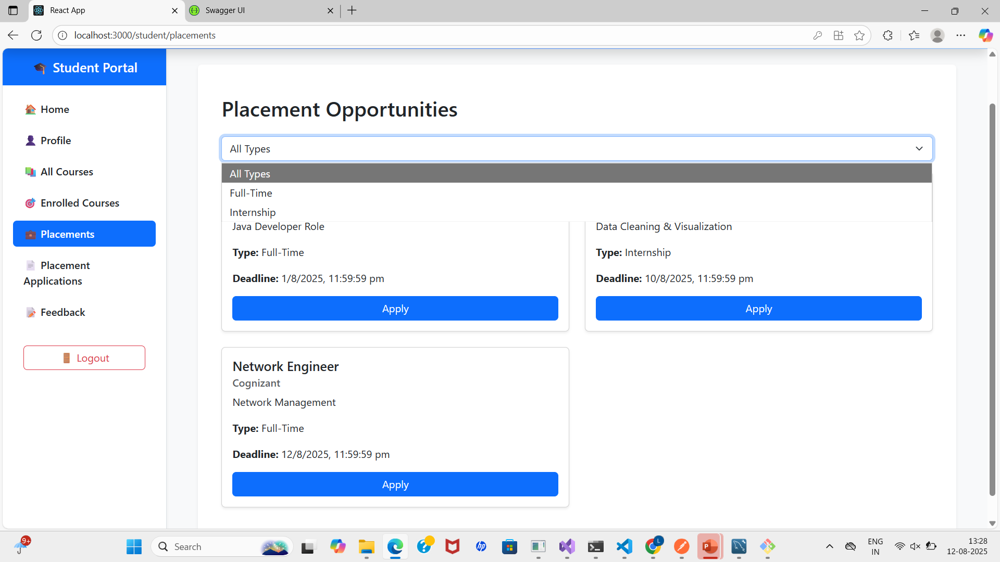 React App
Swagger UI
localhost:3000/student/placements
Student Portal
Home
Profile
All Courses
Enrolled Courses
Placements
Placement
Applications
Feedback
Logout
Placement Opportunities
All Types
All Types
Full-Time
Internship
Java Developer Role
Type: Full-Time
Deadline: 1/8/2025, 11:59:59 pm
Apply
Data Cleaning & Visualization
Type: Internship
Deadline: 10/8/2025, 11:59:59 pm
Apply
Network Engineer
Cognizant
Network Management
Type: Full-Time
Deadline: 12/8/2025, 11:59:59 pm
Apply
9+
Search
hp
L
P
ENG
IN
13:28
12-08-2025